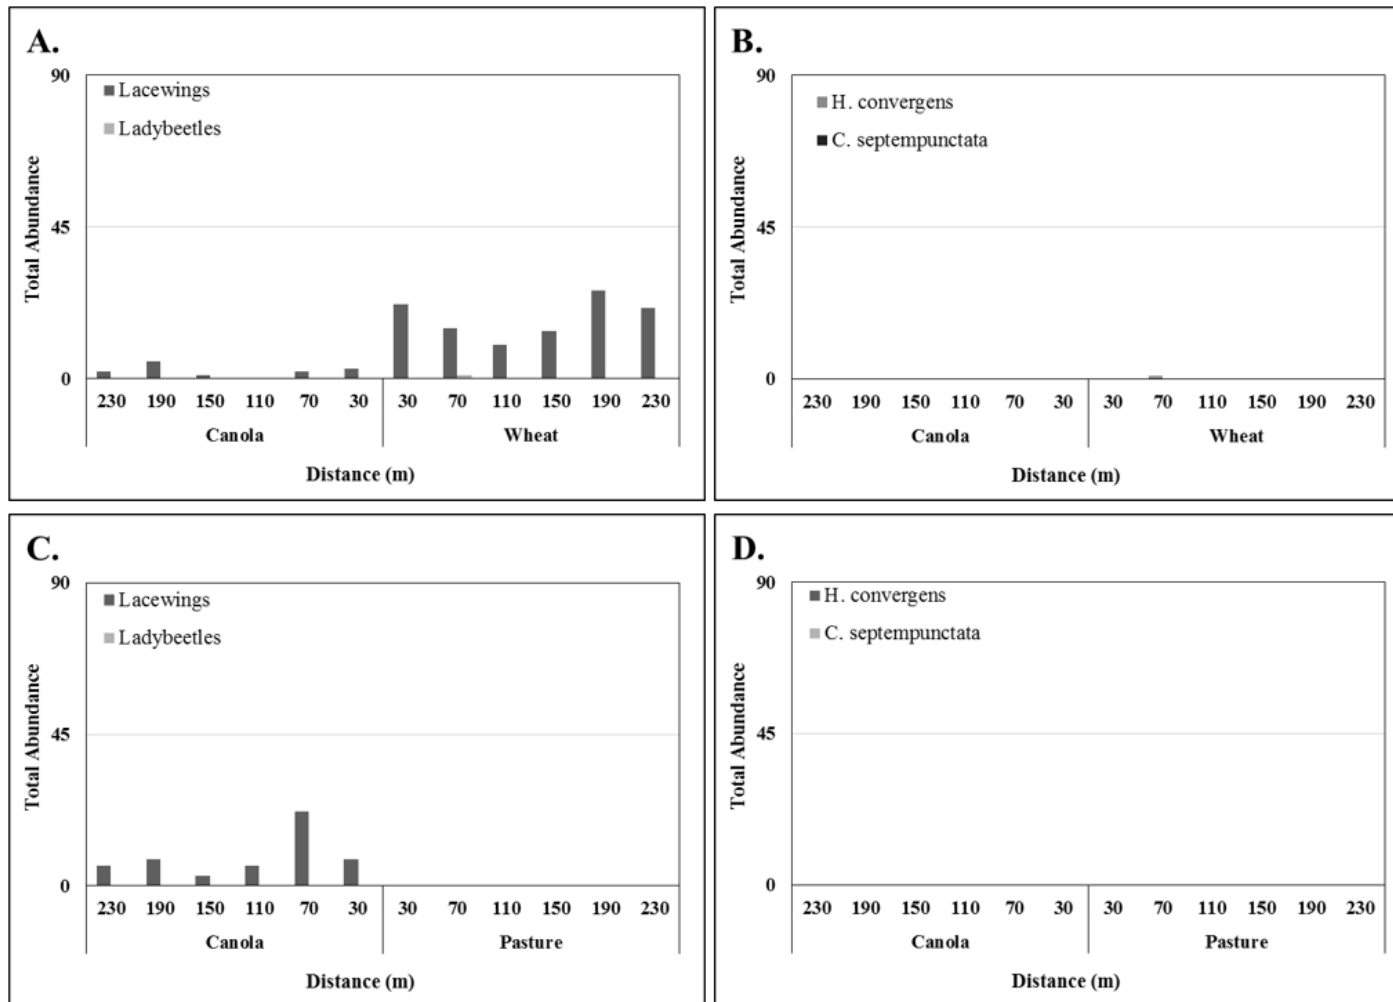 A.
90
Lacewings
Ladybeetles
45
Total Abundance
0
230 190 150 110 70 30 30 70 110 150 190 230
Canola Wheat
Distance (m)
B.
90
H. convergens
C. septempunctata
45
Total Abundance
0
230 190 150 110 70 30 30 70 110 150 190 230
Canola Wheat
Distance (m)
C.
90
Lacewings
Ladybeetles
45
Total Abundance
0
230 190 150 110 70 30 30 70 110 150 190 230
Canola Pasture
Distance (m)
D.
90
H. convergens
C. septempunctata
45
Total Abundance
0
230 190 150 110 70 30 30 70 110 150 190 230
Canola Pasture
Distance (m)